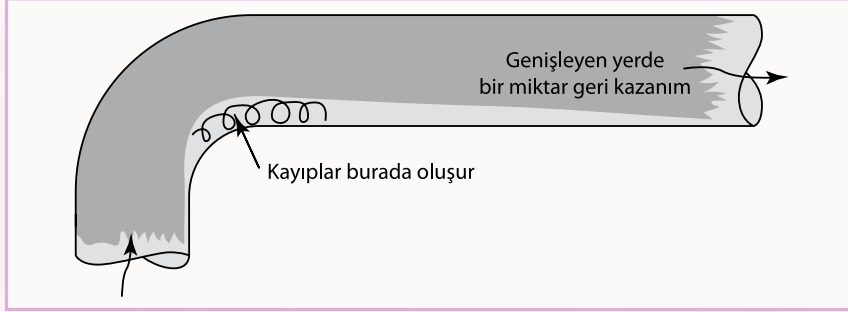 Genişleyen yerde
bir miktar geri kazanım
Kayıplar burada oluşur